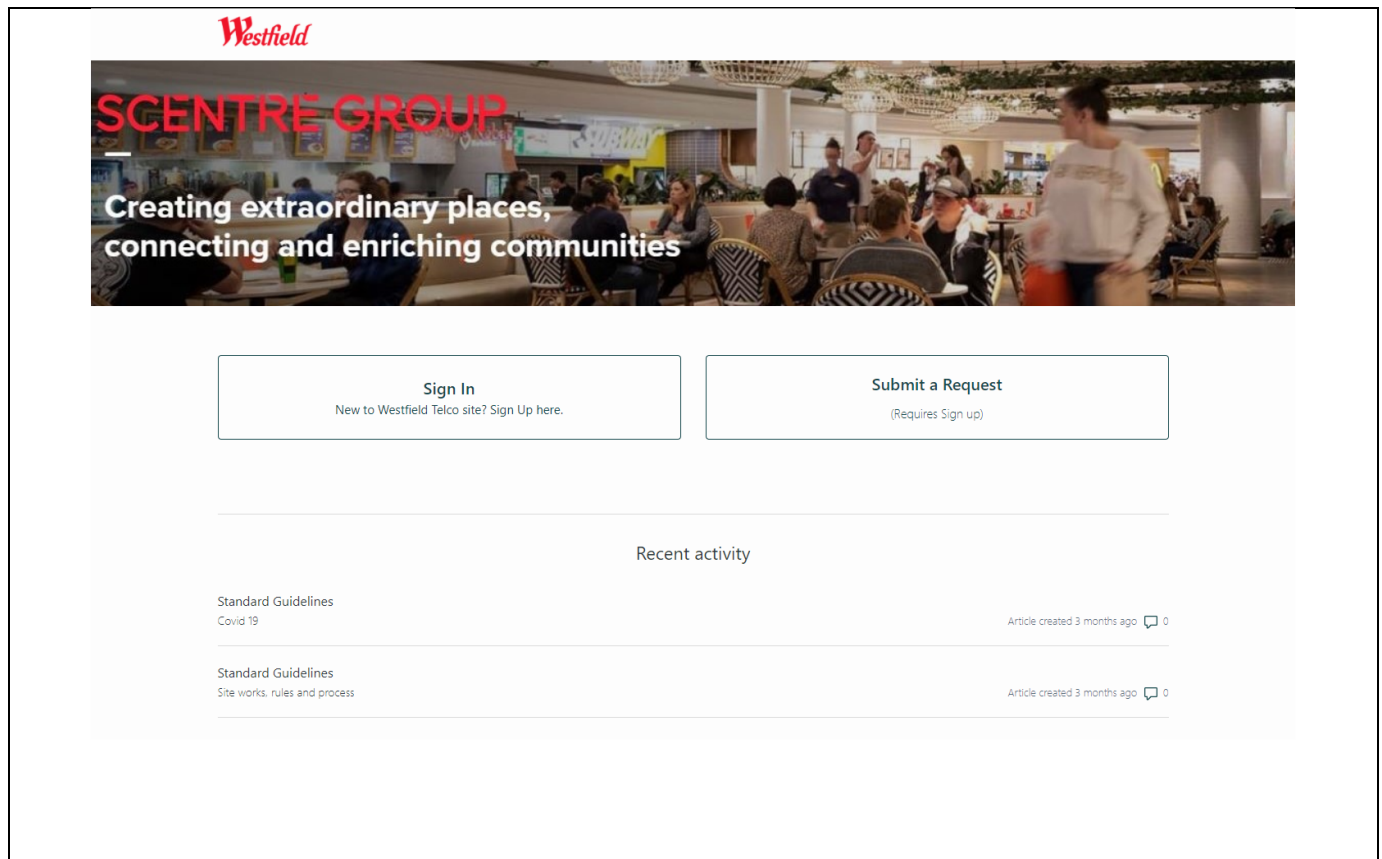 Westfield
SCENTRE GROUP
SUBWAY
Creating extraordinary places,
connecting and enriching communities
Sign In
New to Westfield Telco site? Sign Up here.
Submit a Request
(Requires Sign up)
Recent activity
Standard Guidelines
Covid 19
Article created 3 months ago 0
Standard Guidelines
Site works, rules and process
Article created 3 months ago 0